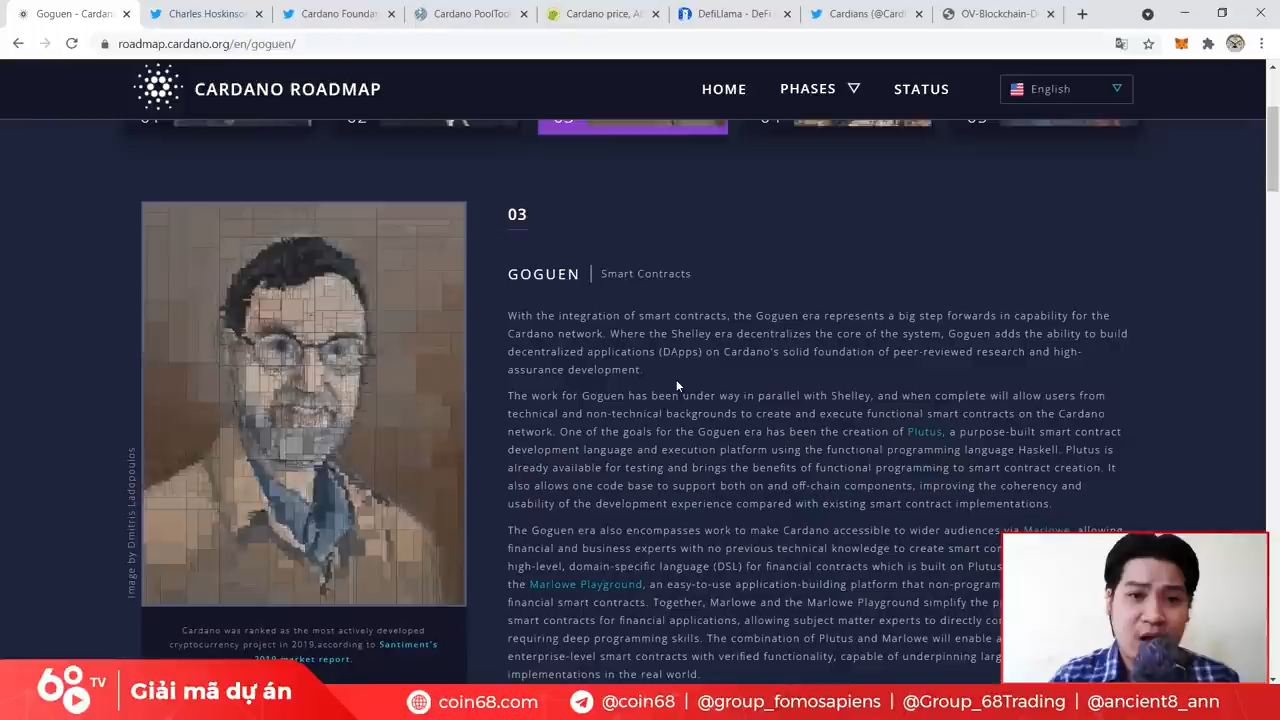 Goguen - Cardan
Charles Hoskinso
Cardano Foundat
Cardano PoolToo
Cardano price, A
DefiLlama - DeFi
Cardians (@Cardi
OV-Blockchain-D
roadmap.cardano.org/en/goguen/
CARDANO ROADMAP
HOME
PHASES
STATUS
English
03
GOGUEN | Smart Contracts
With the integration of smart contracts, the Goguen era represents a big step forwards in capability for the
Cardano network. Where the Shelley era decentralizes the core of the system, Goguen adds the ability to build
decentralized applications (DApps) on Cardano's solid foundation of peer-reviewed research and high-
assurance development.
The work for Goguen has been under way in parallel with Shelley, and when complete will allow users from
technical and non-technical backgrounds to create and execute functional smart contracts on the Cardano
network. One of the goals for the Goguen era has been the creation of Plutus, a purpose-built smart contract
development language and execution platform using the functional programming language Haskell. Plutus is
already available for testing and brings the benefits of functional programming to smart contract creation. It
also allows one code base to support both on and off-chain components, improving the coherency and
usability of the development experience compared with existing smart contract implementations.
The Goguen era also encompasses work to make Cardano accessible to wider audiences via Marlowe, allowing
financial and business experts with no previous technical knowledge to create smart con
high-level, domain-specific language (DSL) for financial contracts which is built on Plutus
the Marlowe Playground, an easy-to-use application-building platform that non-program
financial smart contracts. Together, Marlowe and the Marlowe Playground simplify the p
smart contracts for financial applications, allowing subject matter experts to directly co
requiring deep programming skills. The combination of Plutus and Marlowe will enable a
enterprise-level smart contracts with verified functionality, capable of underpinning larg
implementations in the real world.
Image by Dmitris Ladopoulos
Cardano was ranked as the most actively developed
cryptocurrency project in 2019,according to Santiment's
2019 market report.
68 TV
Giải mã dự án
coin68.com
@coin68 | @group_fomosapiens | @Group_68Trading | @ancient8_ann